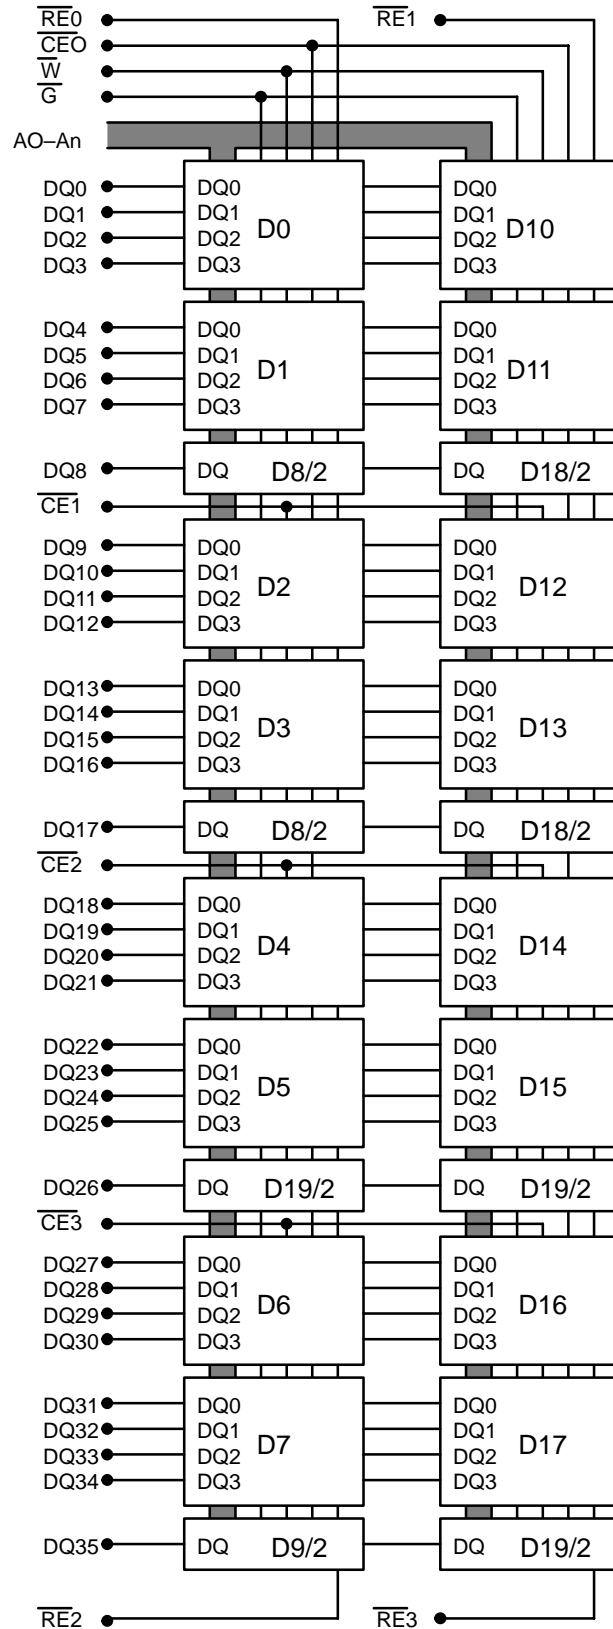 RE0 RE1
CEO
W
G
AO–An
DQ0 DQ0 DQ0
DQ1 DQ1 D0 DQ1 D10
DQ2 DQ2 DQ2
DQ3 DQ3 DQ3
DQ4 DQ0 DQ0
DQ5 DQ1 D1 DQ1 D11
DQ6 DQ2 DQ2
DQ7 DQ3 DQ3
DQ8 DQ D8/2 DQ D18/2
CE1
DQ9 DQ0 DQ0
DQ10 DQ1 D2 DQ1 D12
DQ11 DQ2 DQ2
DQ12 DQ3 DQ3
DQ13 DQ0 DQ0
DQ14 DQ1 D3 DQ1 D13
DQ15 DQ2 DQ2
DQ16 DQ3 DQ3
DQ17 DQ D8/2 DQ D18/2
CE2
DQ18 DQ0 DQ0
DQ19 DQ1 D4 DQ1 D14
DQ20 DQ2 DQ2
DQ21 DQ3 DQ3
DQ22 DQ0 DQ0
DQ23 DQ1 D5 DQ1 D15
DQ24 DQ2 DQ2
DQ25 DQ3 DQ3
DQ26 DQ D19/2 DQ D19/2
CE3
DQ27 DQ0 DQ0
DQ28 DQ1 D6 DQ1 D16
DQ29 DQ2 DQ2
DQ30 DQ3 DQ3
DQ31 DQ0 DQ0
DQ32 DQ1 D7 DQ1 D17
DQ33 DQ2 DQ2
DQ34 DQ3 DQ3
DQ35 DQ D9/2 DQ D19/2
RE2 RE3